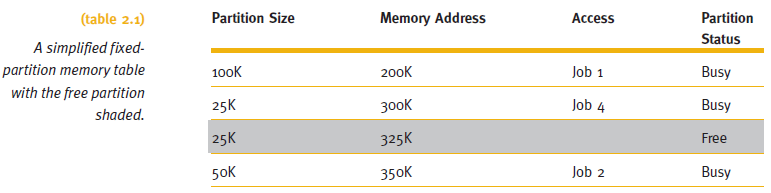 (table 2.1)
A simplified fixed-
partition memory table
with the free partition
shaded.
Partition Size Memory Address Access Partition Status
100K 200K Job 1 Busy
25K 300K Job 4 Busy
25K 325K Free
50K 350K Job 2 Busy